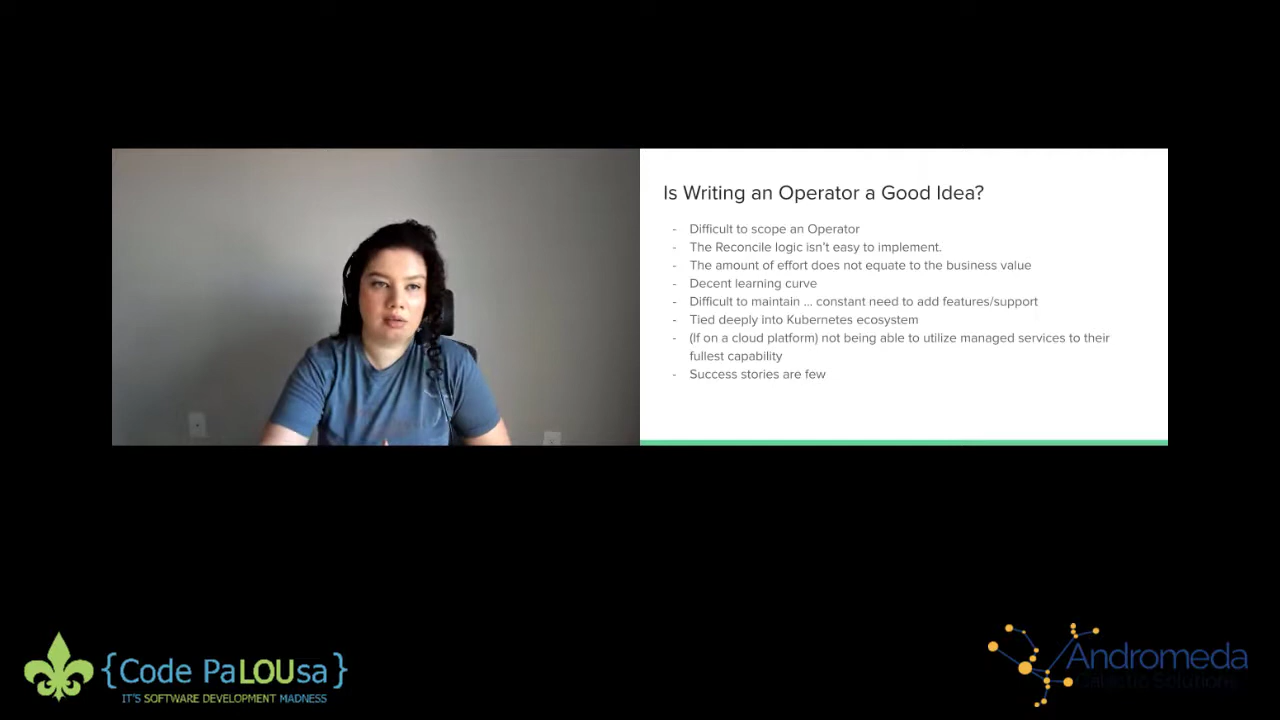 Is Writing an Operator a Good Idea?
- Difficult to scope an Operator
- The Reconcile logic isn't easy to implement.
- The amount of effort does not equate to the business value
- Decent learning curve
- Difficult to maintain ... constant need to add features/support
- Tied deeply into Kubernetes ecosystem
- (If on a cloud platform) not being able to utilize managed services to their
fullest capability
- Success stories are few
{Code PaLOUsa}
IT'S SOFTWARE DEVELOPMENT MADNESS
Andromeda
Galactic Solutions